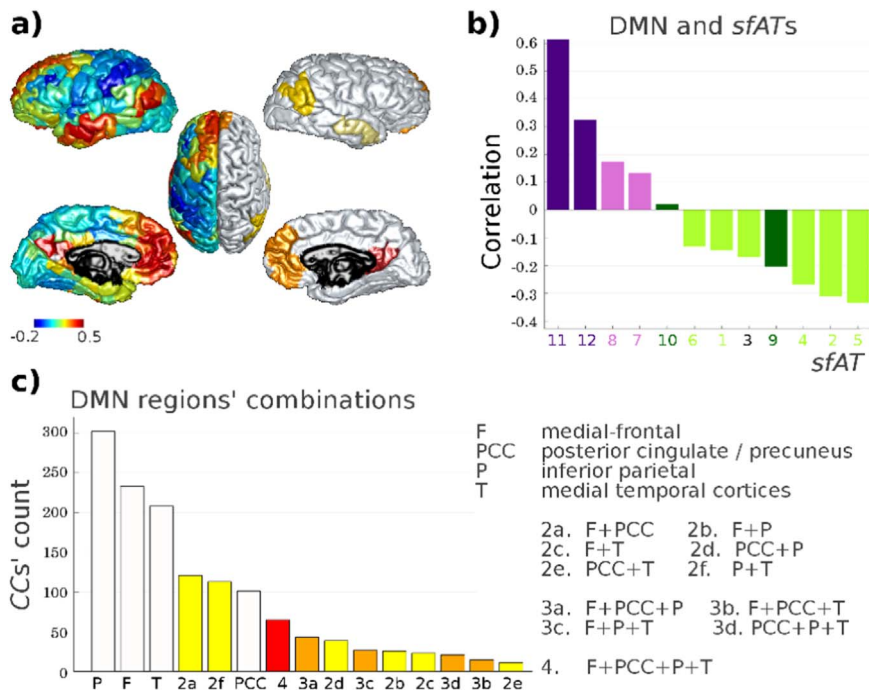 a)
-0.2 0.5
b)
DMN and sfATs
Correlation
0.6
0.5
0.4
0.3
0.2
0.1
0
-0.1
-0.2
-0.3
-0.4
11 12 8 7 10 6 1 3 9 4 2 5
sfAT
c)
DMN regions' combinations
CCs' count
300
250
200
150
100
50
0
P F T 2a 2f PCC 4 3a 2d 3c 2b 2c 3d 3b 2e
F medial-frontal
PCC posterior cingulate / precuneus
P inferior parietal
T medial temporal cortices
2a. F+PCC 2b. F+P
2c. F+T 2d. PCC+P
2e. PCC+T 2f. P+T
3a. F+PCC+P 3b. F+PCC+T
3c. F+P+T 3d. PCC+P+T
4. F+PCC+P+T